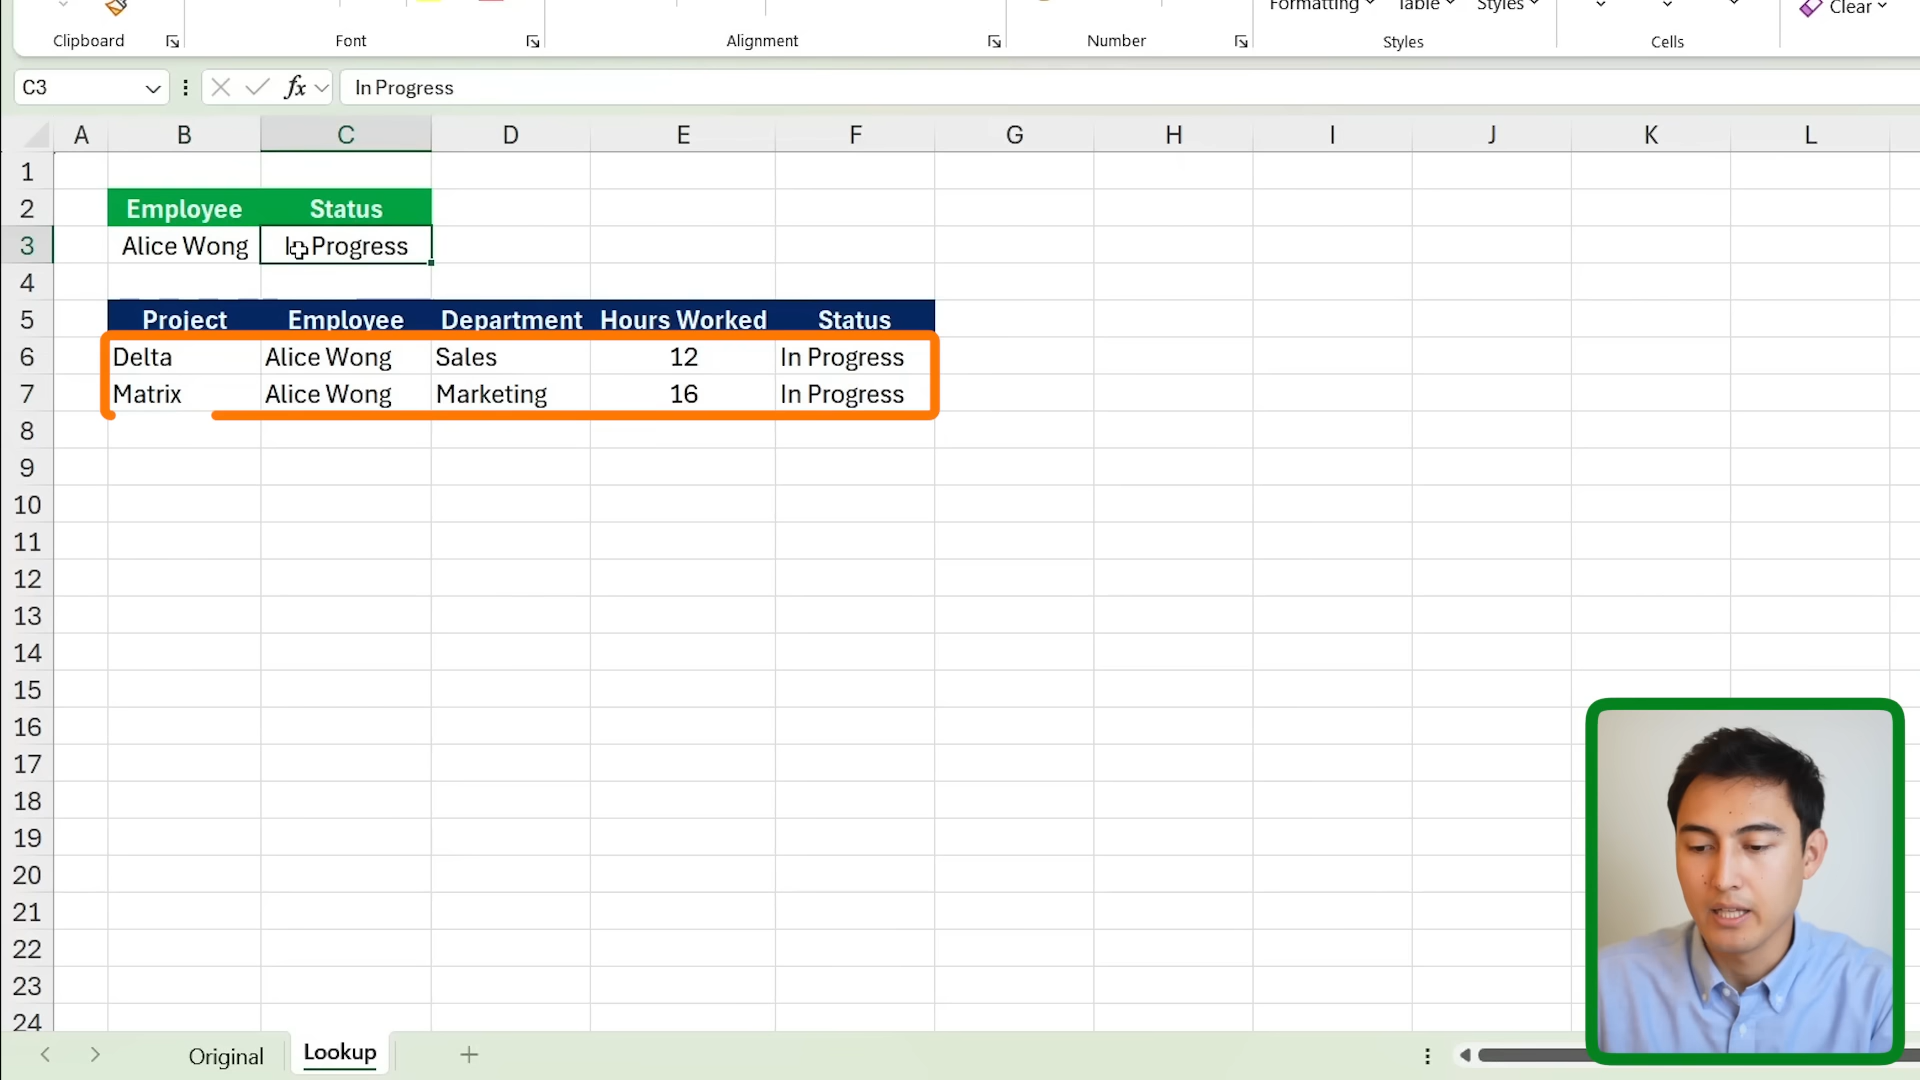 Formatting Table Styles Clear
Clipboard Font Alignment Number Styles Cells
C3 fx In Progress
A B C D E F G H I J K L
1
2 Employee Status
3 Alice Wong In Progress
4
5 Project Employee Department Hours Worked Status
6 Delta Alice Wong Sales 12 In Progress
7 Matrix Alice Wong Marketing 16 In Progress
8
9
10
11
12
13
14
15
16
17
18
19
20
21
22
23
24
Original Lookup